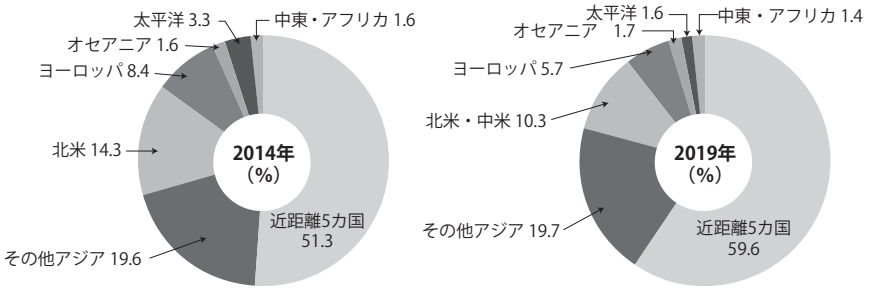 太平洋 3.3
中東・アフリカ 1.6
オセアニア 1.6
ヨーロッパ 8.4
北米 14.3
2014年
(%)
近距離5カ国
51.3
その他アジア 19.6
太平洋 1.6
中東・アフリカ 1.4
オセアニア 1.7
ヨーロッパ 5.7
北米・中米 10.3
2019年
(%)
その他アジア 19.7
近距離5カ国
59.6